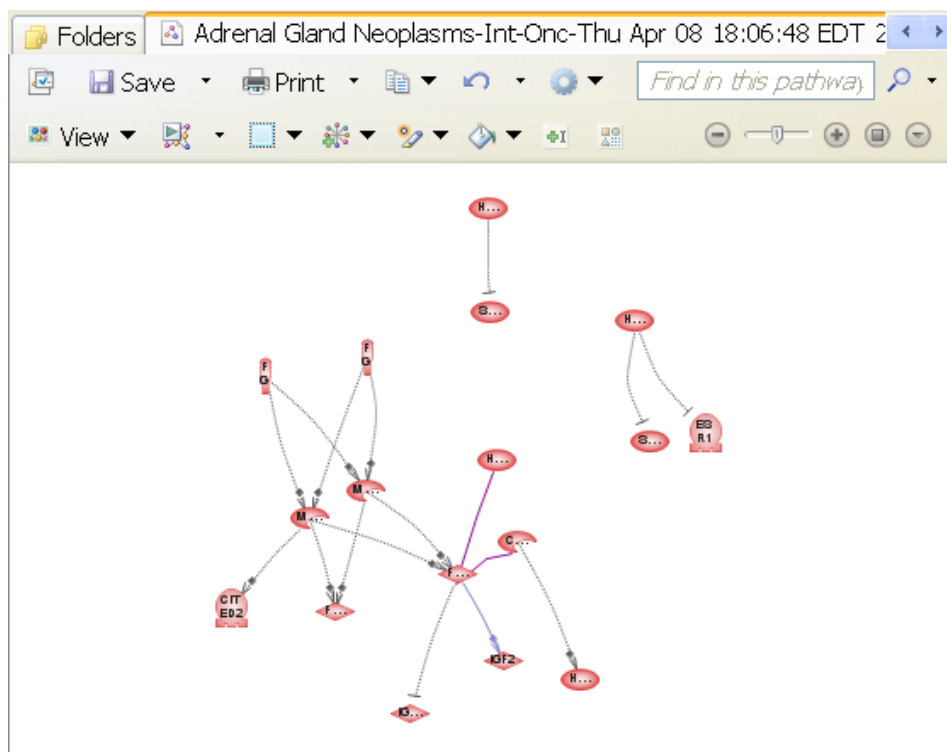 Folders Adrenal Gland Neoplasms-Int-Onc-Thu Apr 08 18:06:48 EDT 2
Save Print Find in this pathway
View
H...
S...
H...
F
G
F
G
ES
R1
S...
H...
M...
M...
C...
F...
CIT
ED2
F...
IGF2
H...
IG...